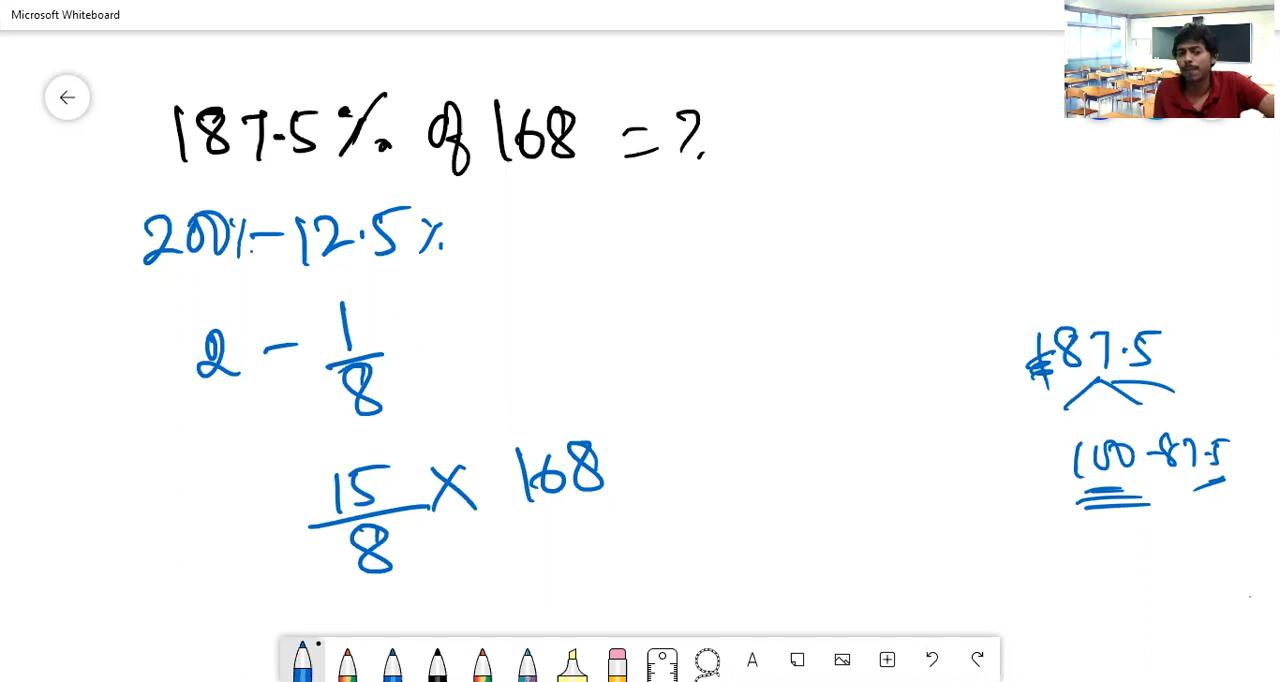 Microsoft Whiteboard
187.5% of 168 = ?
200% - 12.5%
2 - 1/8
15/8 × 168
87.5
100 - 87.5
A